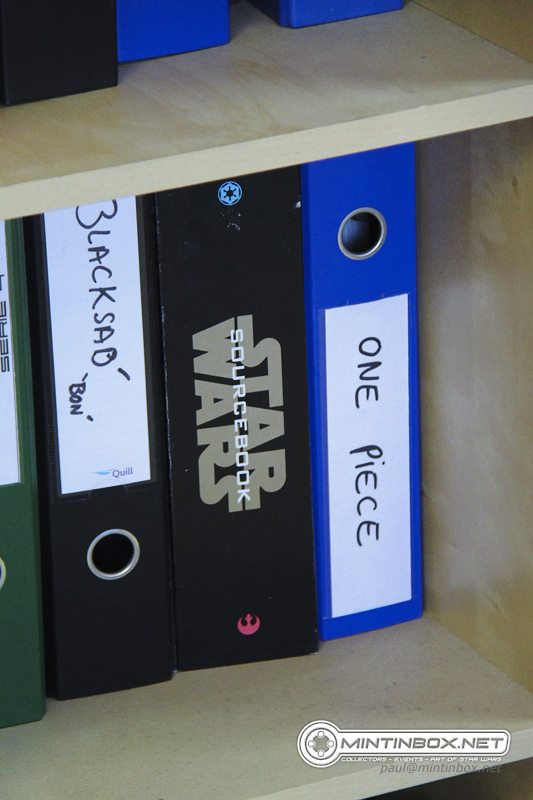 SERIE
BLACKSAD'
'BON'
Quill
STAR
WARS
SOURCEBOOK
ONE PIECE
MINTINBOX.NET
COLLECTORS - EVENTS - ART OF STAR WARS
paul@mintinbox.net